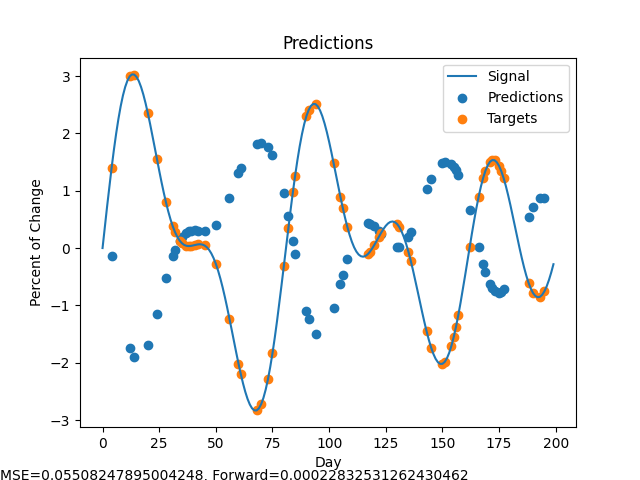 Predictions
Signal
Predictions
Targets
Percent of Change
3
2
1
0
−1
−2
−3
0
25
50
75
100
125
150
175
200
Day
MSE=0.05508247895004248. Forward=0.00022832531262430462